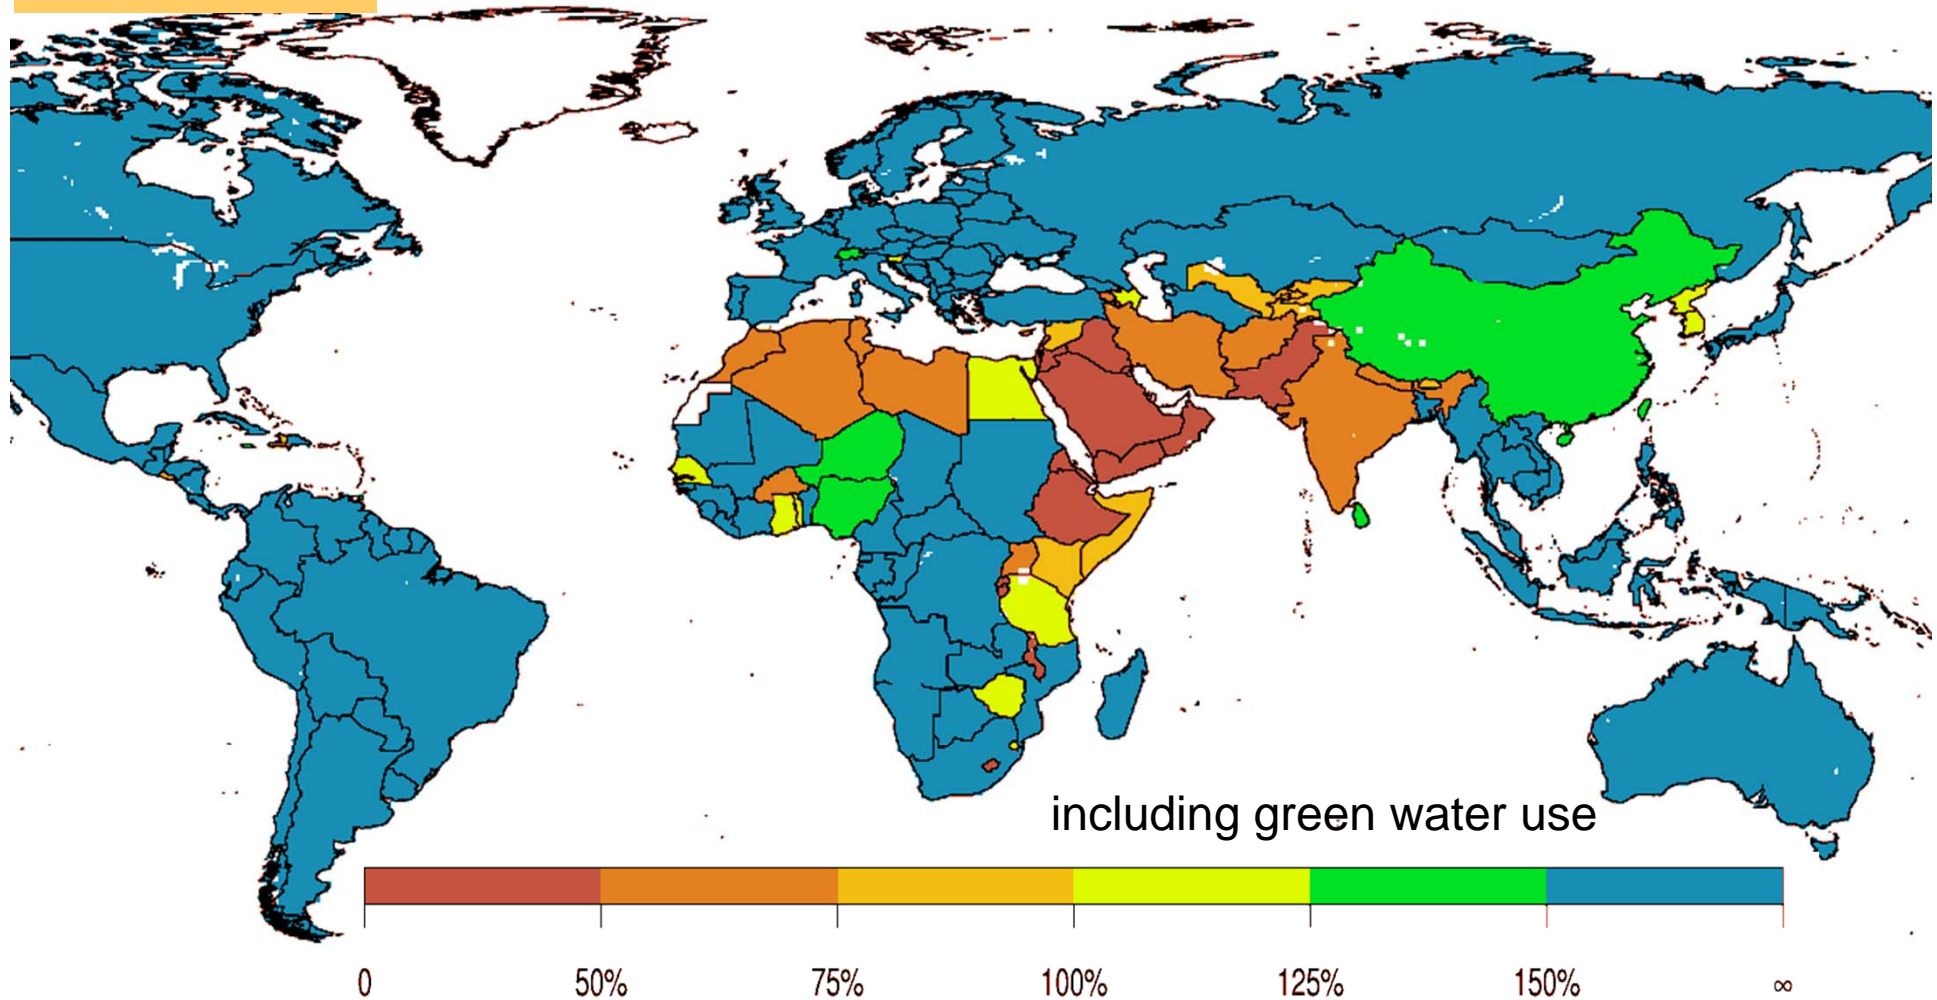 including green water use
0 50% 75% 100% 125% 150% ∞